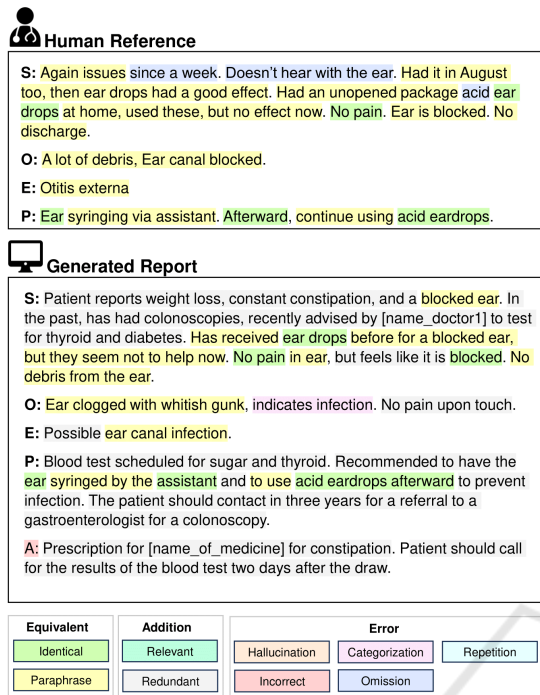 Human Reference
S: Again issues since a week. Doesn't hear with the ear. Had it in August
too, then ear drops had a good effect. Had an unopened package acid ear
drops at home, used these, but no effect now. No pain. Ear is blocked. No
discharge.
O: A lot of debris, Ear canal blocked.
E: Otitis externa
P: Ear syringing via assistant. Afterward, continue using acid eardrops.
Generated Report
S: Patient reports weight loss, constant constipation, and a blocked ear. In
the past, has had colonoscopies, recently advised by [name_doctor1] to test
for thyroid and diabetes. Has received ear drops before for a blocked ear,
but they seem not to help now. No pain in ear, but feels like it is blocked. No
debris from the ear.
O: Ear clogged with whitish gunk, indicates infection. No pain upon touch.
E: Possible ear canal infection.
P: Blood test scheduled for sugar and thyroid. Recommended to have the
ear syringed by the assistant and to use acid eardrops afterward to prevent
infection. The patient should contact in three years for a referral to a
gastroenterologist for a colonoscopy.
A: Prescription for [name_of_medicine] for constipation. Patient should call
for the results of the blood test two days after the draw.
Equivalent Addition Error
Identical Relevant Hallucination Categorization Repetition
Paraphrase Redundant Incorrect Omission